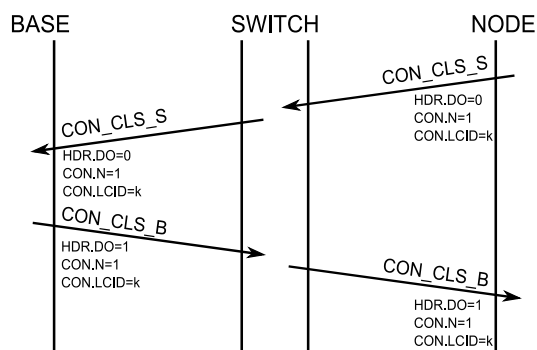 BASE SWITCH NODE
CON_CLS_S
HDR.DO=0
CON.N=1
CON.LCID=k
CON_CLS_S
HDR.DO=0
CON.N=1
CON.LCID=k
CON_CLS_B
HDR.DO=1
CON.N=1
CON.LCID=k
CON_CLS_B
HDR.DO=1
CON.N=1
CON.LCID=k